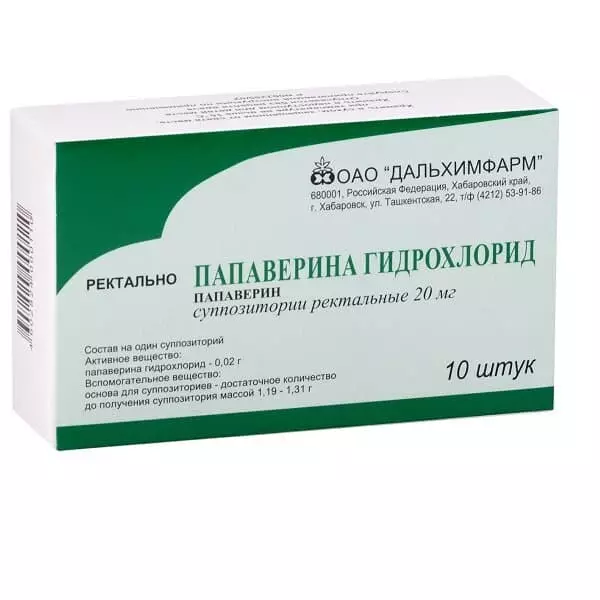 ОАО "ДАЛЬХИМФАРМ"
680001, Российская Федерация, Хабаровский край,
г. Хабаровск, ул. Ташкентская, 22, т/ф (4212) 53-91-86
РЕКТАЛЬНО
ПАПАВЕРИНА ГИДРОХЛОРИД
ПАПАВЕРИН
суппозитории ректальные 20 мг
Состав на один суппозиторий
Активное вещество:
папаверина гидрохлорид - 0,02 г
Вспомогательное вещество:
основа для суппозиториев - достаточное количество
до получения суппозитория массой 1,19 - 1,31 г
10 штук